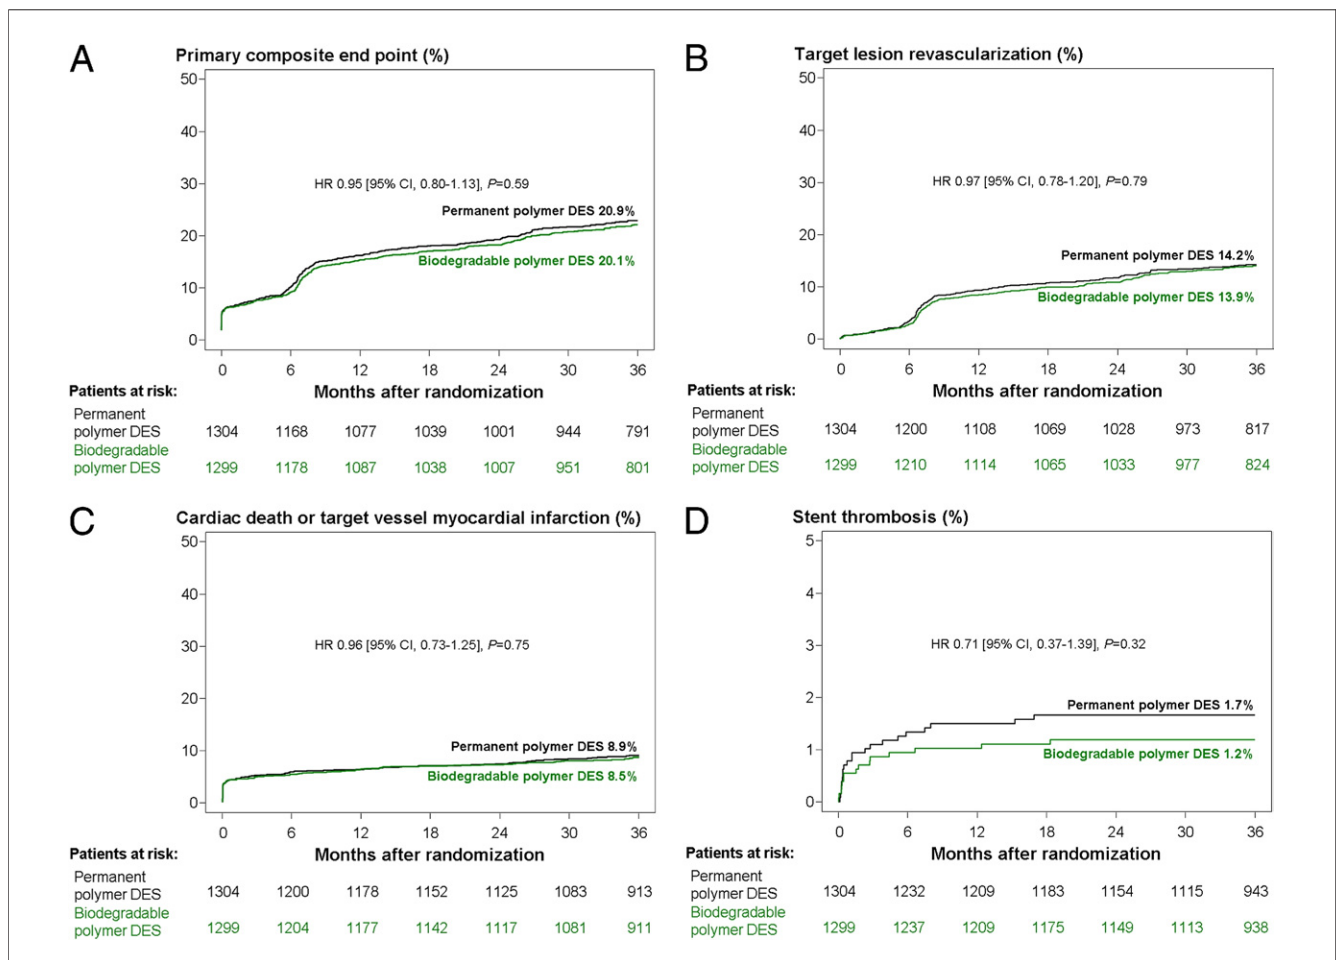 A
Primary composite end point (%)
50
40
30
20
10
0
HR 0.95 [95% CI, 0.80-1.13], P=0.59
Permanent polymer DES 20.9%
Biodegradable polymer DES 20.1%
0 6 12 18 24 30 36
Patients at risk: Months after randomization
Permanent
polymer DES 1304 1168 1077 1039 1001 944 791
Biodegradable
polymer DES 1299 1178 1087 1038 1007 951 801
B
Target lesion revascularization (%)
50
40
30
20
10
0
HR 0.97 [95% CI, 0.78-1.20], P=0.79
Permanent polymer DES 14.2%
Biodegradable polymer DES 13.9%
0 6 12 18 24 30 36
Patients at risk: Months after randomization
Permanent
polymer DES 1304 1200 1108 1069 1028 973 817
Biodegradable
polymer DES 1299 1210 1114 1065 1033 977 824
C
Cardiac death or target vessel myocardial infarction (%)
50
40
30
20
10
0
HR 0.96 [95% CI, 0.73-1.25], P=0.75
Permanent polymer DES 8.9%
Biodegradable polymer DES 8.5%
0 6 12 18 24 30 36
Patients at risk: Months after randomization
Permanent
polymer DES 1304 1200 1178 1152 1125 1083 913
Biodegradable
polymer DES 1299 1204 1177 1142 1117 1081 911
D
Stent thrombosis (%)
5
4
3
2
1
0
HR 0.71 [95% CI, 0.37-1.39], P=0.32
Permanent polymer DES 1.7%
Biodegradable polymer DES 1.2%
0 6 12 18 24 30 36
Patients at risk: Months after randomization
Permanent
polymer DES 1304 1232 1209 1183 1154 1115 943
Biodegradable
polymer DES 1299 1237 1209 1175 1149 1113 938